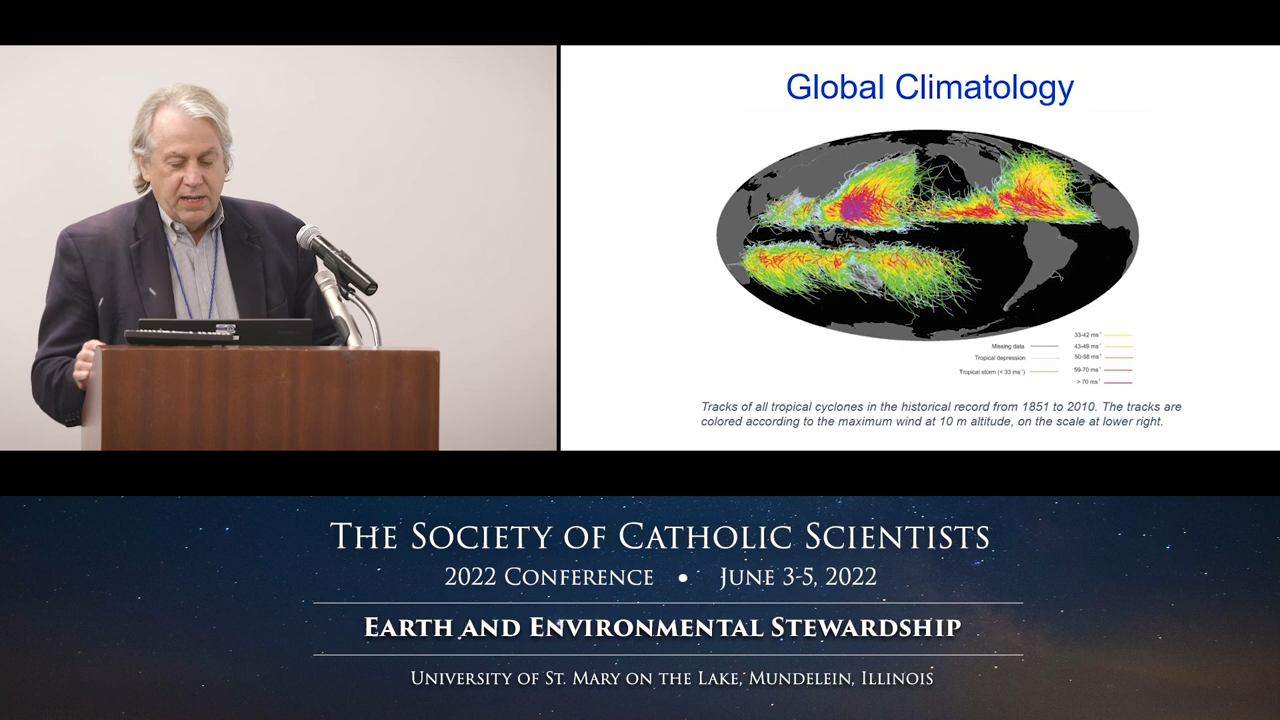 Global Climatology
33-42 ms⁻¹
Missing data
43-49 ms⁻¹
Tropical depression
50-58 ms⁻¹
Tropical storm (< 33 ms⁻¹)
59-70 ms⁻¹
> 70 ms⁻¹
Tracks of all tropical cyclones in the historical record from 1851 to 2010. The tracks are
colored according to the maximum wind at 10 m altitude, on the scale at lower right.
The Society of Catholic Scientists
2022 Conference • June 3-5, 2022
Earth and Environmental Stewardship
University of St. Mary on the Lake, Mundelein, Illinois